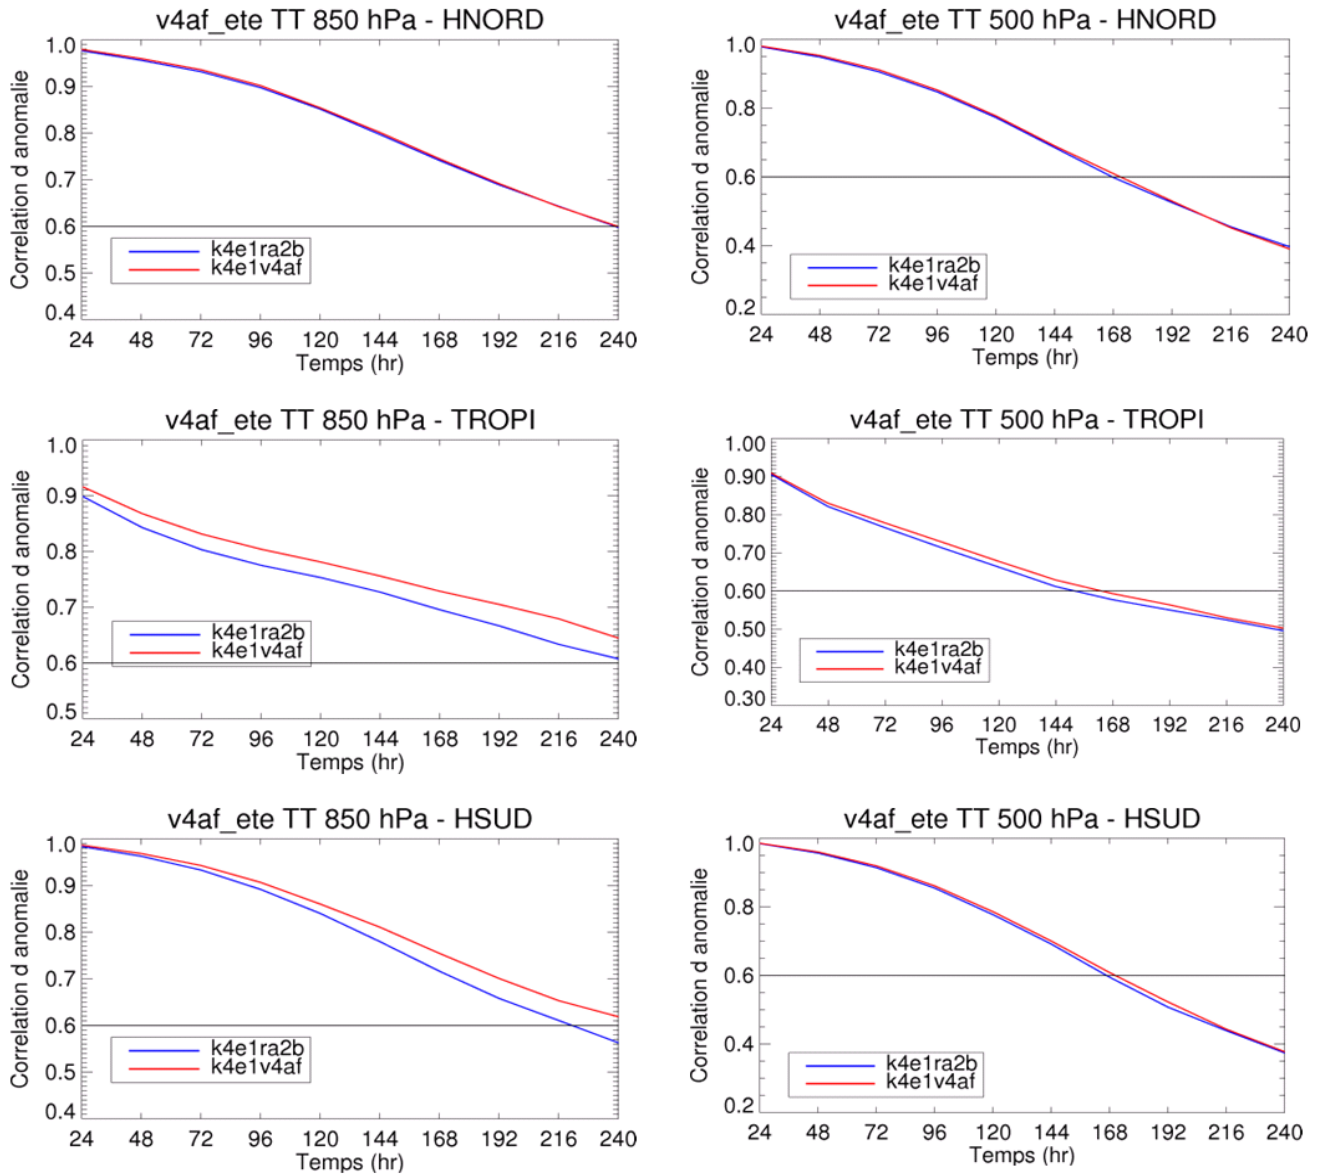 v4af_ete TT 850 hPa - HNORD
Correlation d anomalie
1.0
0.9
0.8
0.7
0.6
0.5
0.4
k4e1ra2b
k4e1v4af
24 48 72 96 120 144 168 192 216 240
Temps (hr)
v4af_ete TT 500 hPa - HNORD
Correlation d anomalie
1.0
0.8
0.6
0.4
0.2
k4e1ra2b
k4e1v4af
24 48 72 96 120 144 168 192 216 240
Temps (hr)
v4af_ete TT 850 hPa - TROPI
Correlation d anomalie
1.0
0.9
0.8
0.7
0.6
0.5
k4e1ra2b
k4e1v4af
24 48 72 96 120 144 168 192 216 240
Temps (hr)
v4af_ete TT 500 hPa - TROPI
Correlation d anomalie
1.00
0.90
0.80
0.70
0.60
0.50
0.40
0.30
k4e1ra2b
k4e1v4af
24 48 72 96 120 144 168 192 216 240
Temps (hr)
v4af_ete TT 850 hPa - HSUD
Correlation d anomalie
1.0
0.9
0.8
0.7
0.6
0.5
0.4
k4e1ra2b
k4e1v4af
24 48 72 96 120 144 168 192 216 240
Temps (hr)
v4af_ete TT 500 hPa - HSUD
Correlation d anomalie
1.0
0.8
0.6
0.4
0.2
k4e1ra2b
k4e1v4af
24 48 72 96 120 144 168 192 216 240
Temps (hr)